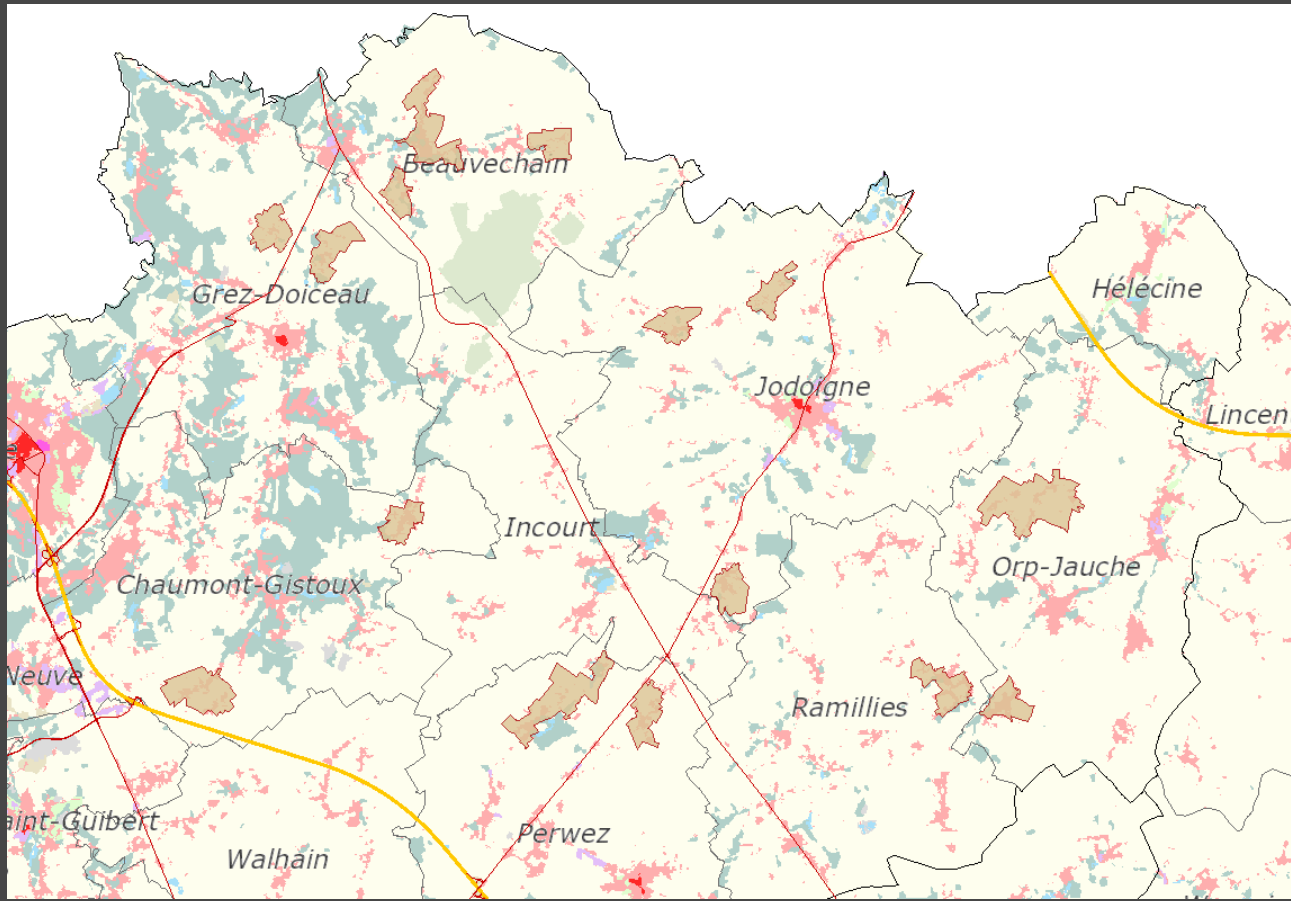 Beauvechain
Grez-Doiceau
Hélécine
Jodoigne
Lincen
Incourt
Orp-Jauche
Chaumont-Gistoux
Neuve
Ramillies
aint-Guibert
Perwez
Walhain